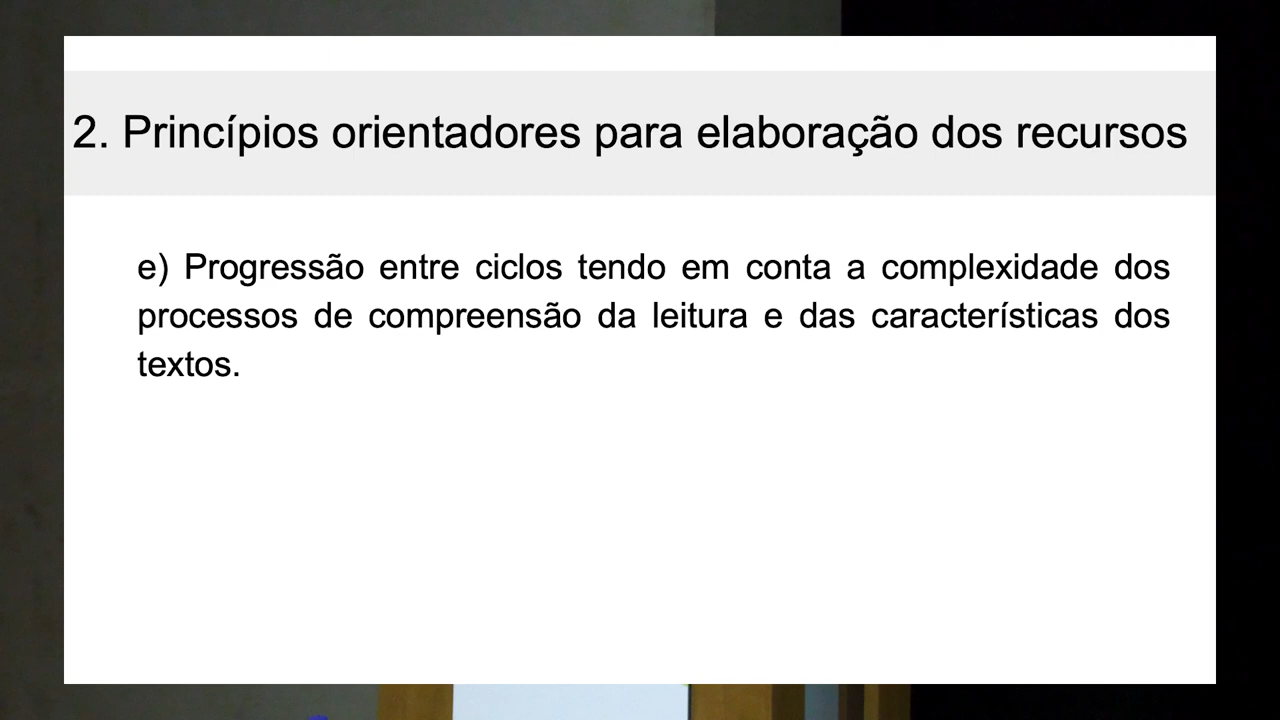 2. Princípios orientadores para elaboração dos recursos
e) Progressão entre ciclos tendo em conta a complexidade dos
processos de compreensão da leitura e das características dos
textos.